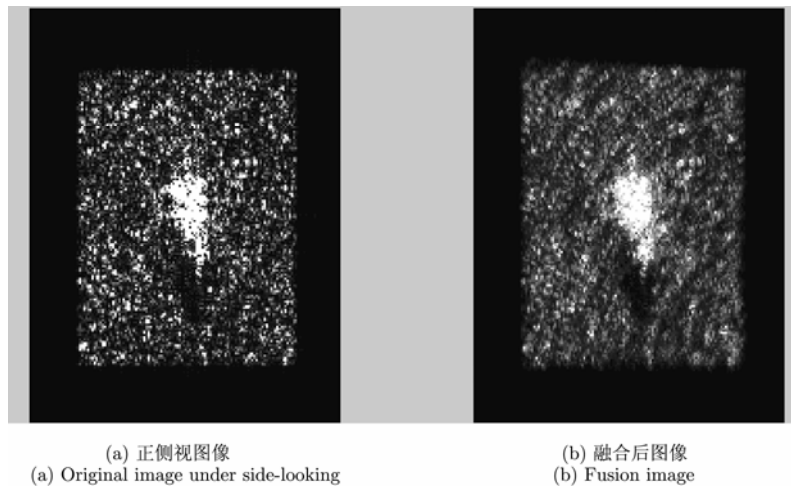 (a) 正侧视图像
(a) Original image under side-looking
(b) 融合后图像
(b) Fusion image